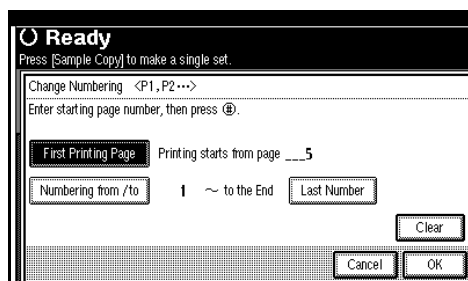 Ready
Press [Sample Copy] to make a single set.
Change Numbering <P1,P2···>
Enter starting page number, then press ⊛.
First Printing Page Printing starts from page ___5
Numbering from /to 1 ~ to the End Last Number
Clear
Cancel OK